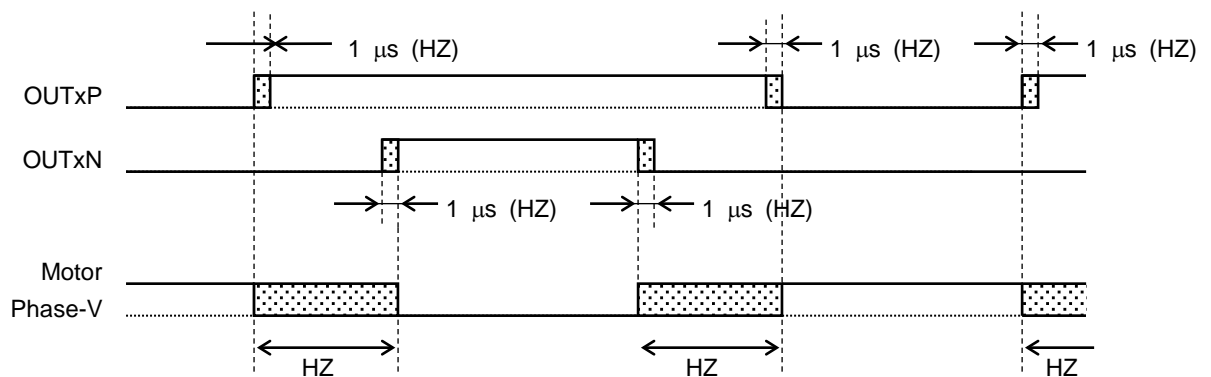 1 μs (HZ)
1 μs (HZ)
1 μs (HZ)
OUTxP
OUTxN
1 μs (HZ)
1 μs (HZ)
Motor
Phase-V
HZ
HZ
HZ